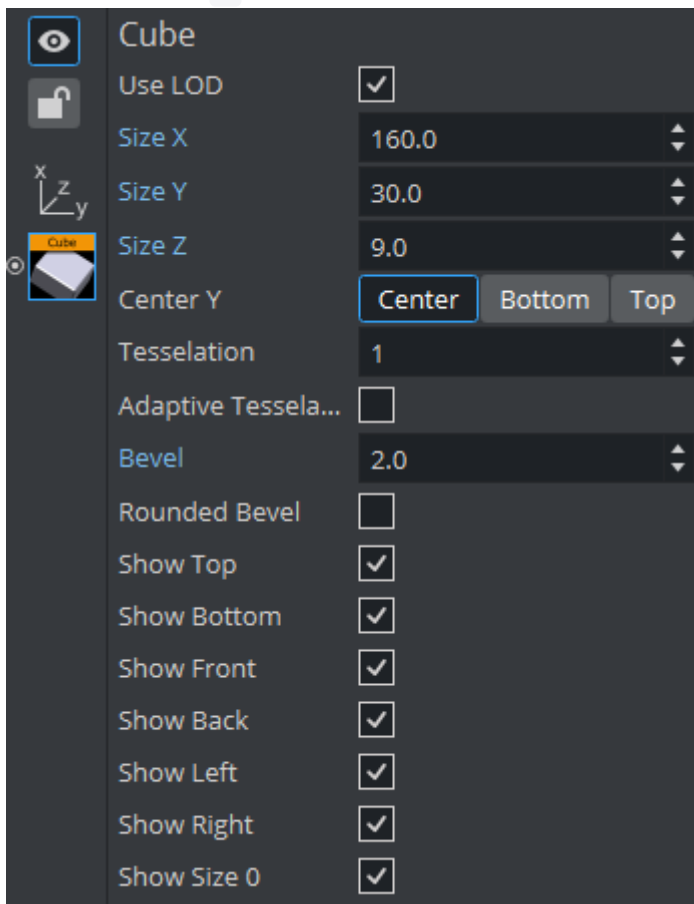 Cube
Use LOD
Size X 160.0
x
z
y
Size Y 30.0
Cube
Size Z 9.0
Center Y Center Bottom Top
Tesselation 1
Adaptive Tessela...
Bevel 2.0
Rounded Bevel
Show Top
Show Bottom
Show Front
Show Back
Show Left
Show Right
Show Size 0